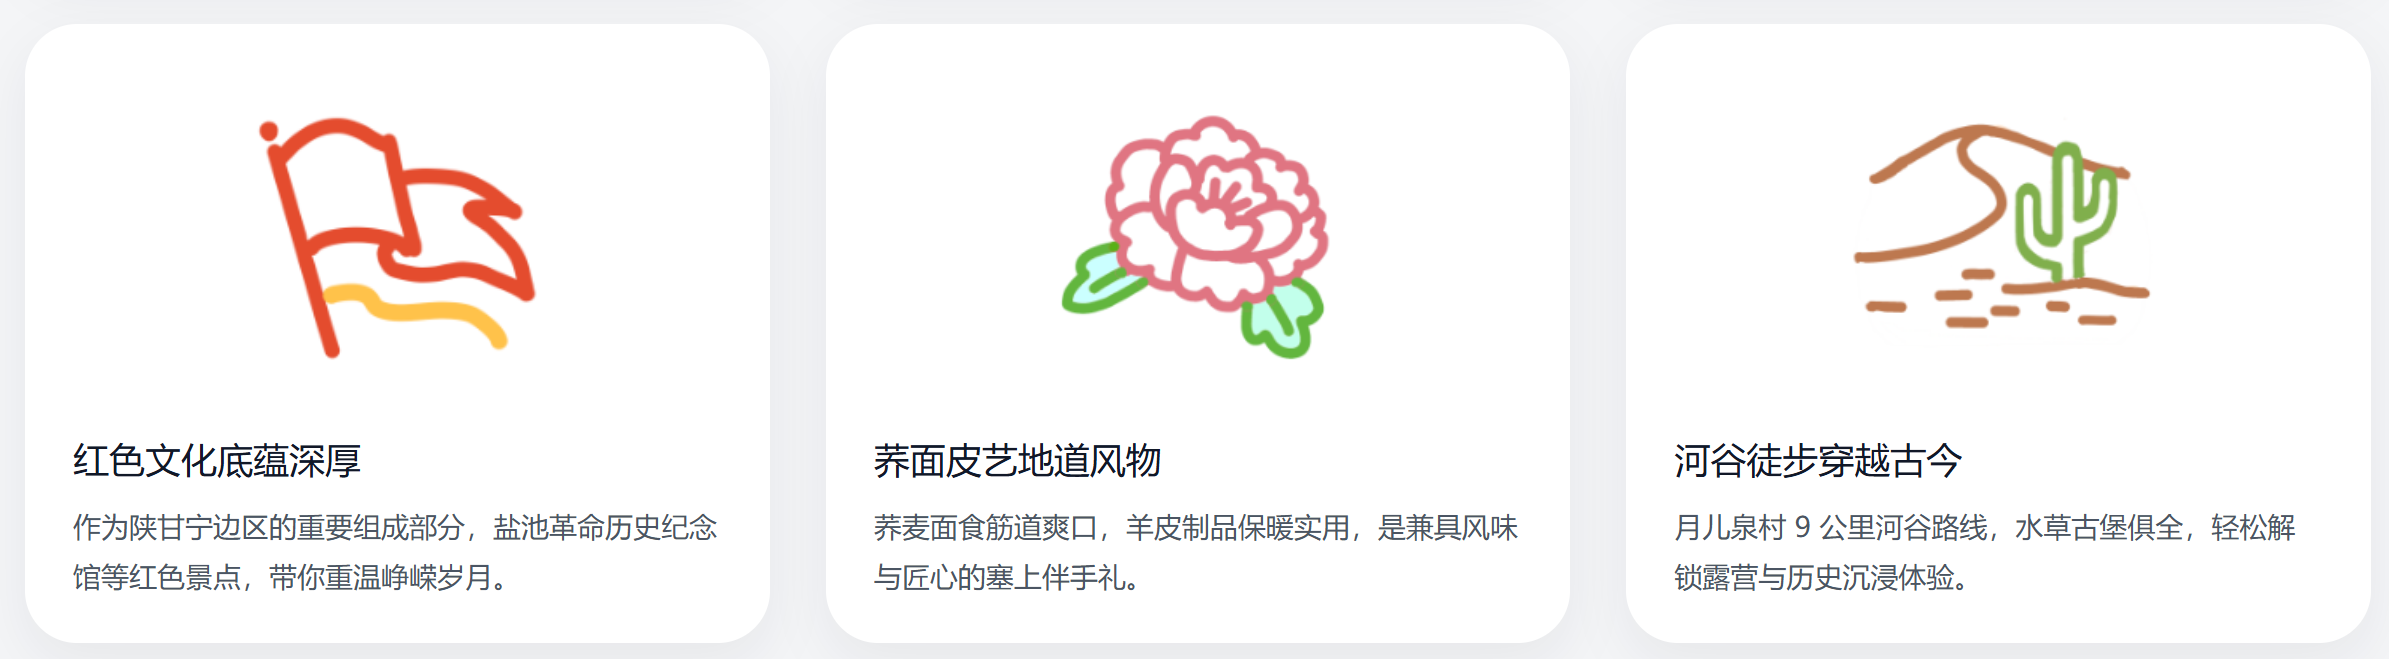 红色文化底蕴深厚
作为陕甘宁边区的重要组成部分，盐池革命历史纪念
馆等红色景点，带你重温峥嵘岁月。
荞面皮艺地道风物
荞麦面食筋道爽口，羊皮制品保暖实用，是兼具风味
与匠心的塞上伴手礼。
河谷徒步穿越古今
月儿泉村 9 公里河谷路线，水草古堡俱全，轻松解
锁露营与历史沉浸体验。